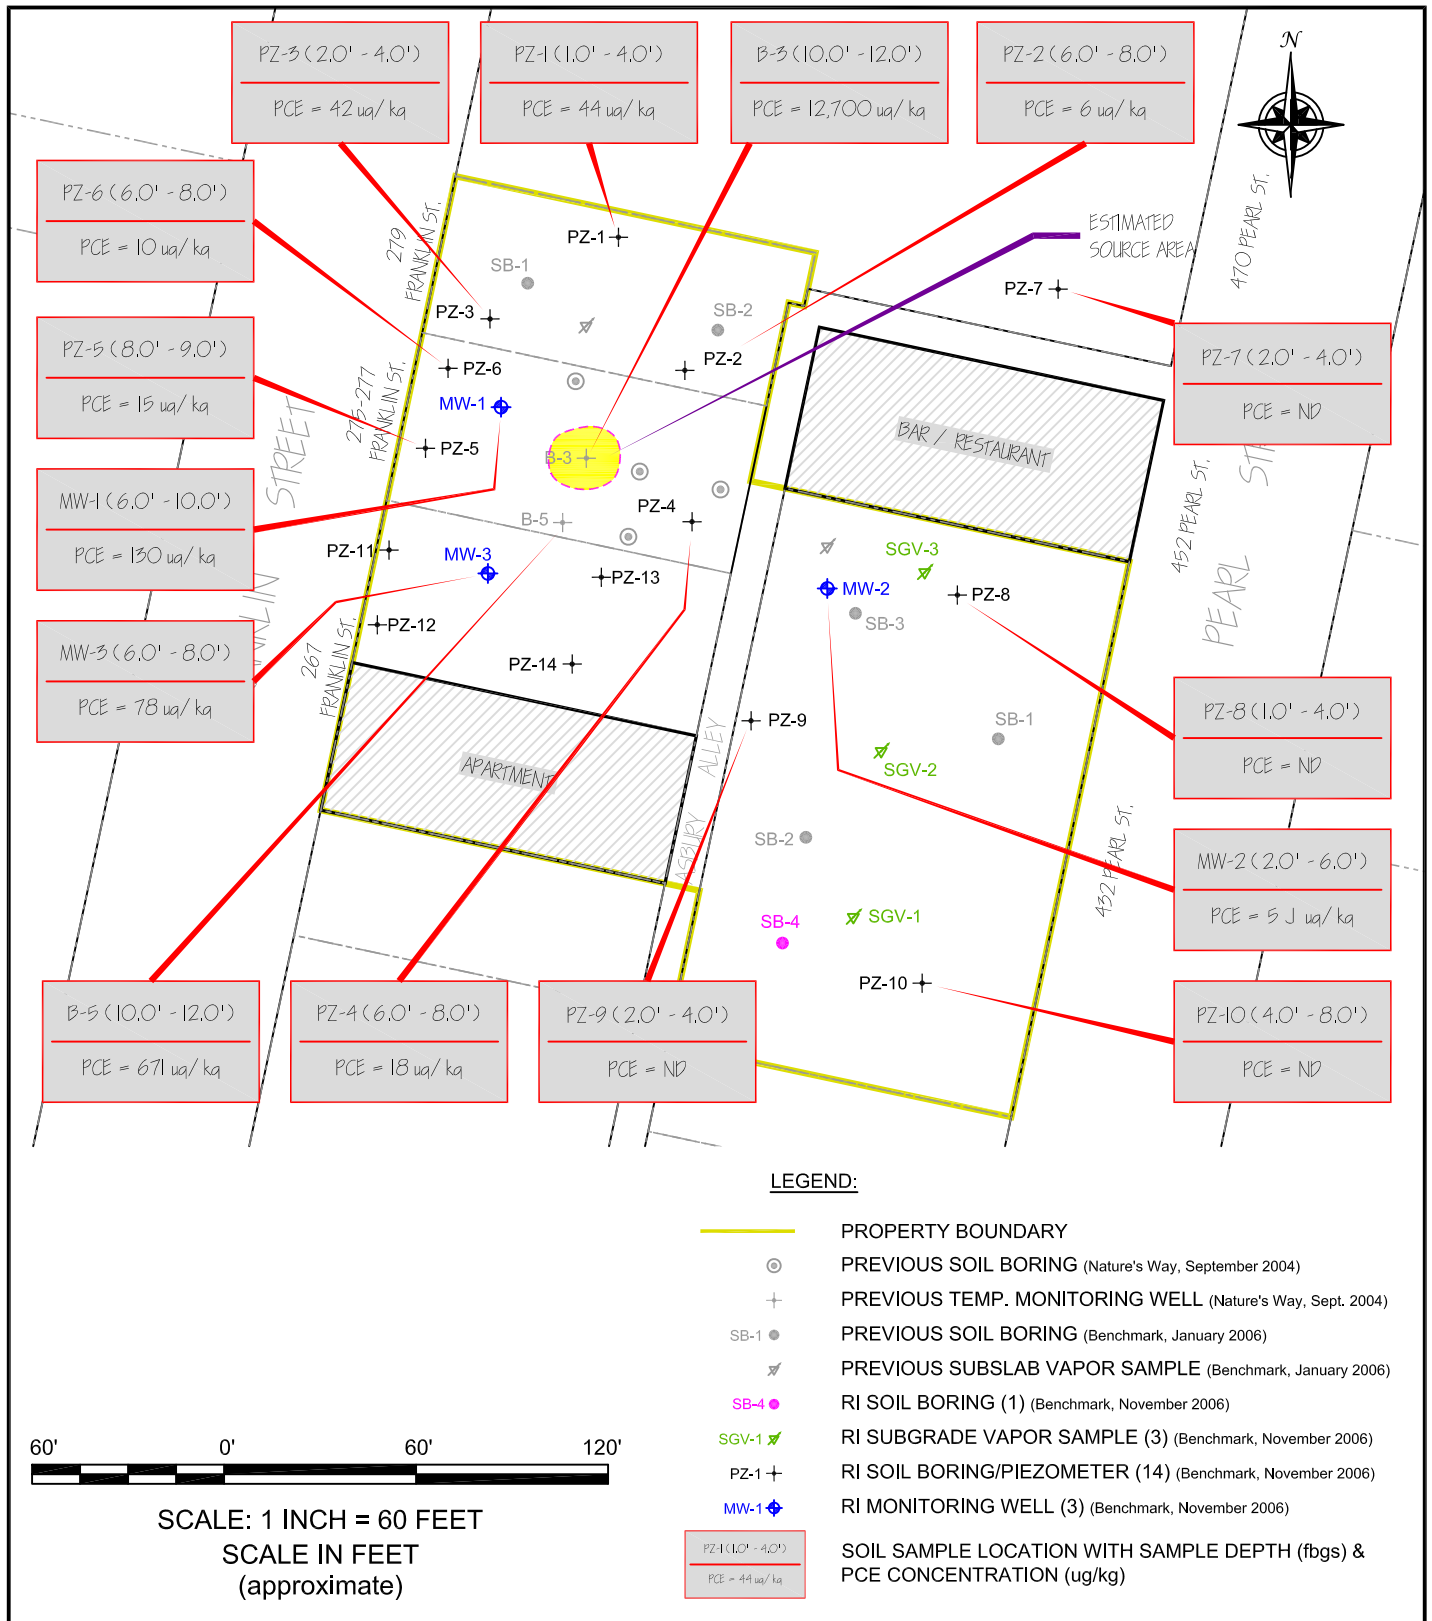 PZ-3 (2.0' - 4.0')
PCE = 42 ug/kg
PZ-1 (1.0' - 4.0')
PCE = 44 ug/kg
B-3 (10.0' - 12.0')
PCE = 12,700 ug/kg
PZ-2 (6.0' - 8.0')
PCE = 6 ug/kg
N
PZ-6 (6.0' - 8.0')
PCE = 10 ug/kg
PZ-5 (8.0' - 9.0')
PCE = 15 ug/kg
MW-1 (6.0' - 10.0')
PCE = 130 ug/kg
MW-3 (6.0' - 8.0')
PCE = 78 ug/kg
279
FRANKLIN ST.
275-277
FRANKLIN ST.
267
FRANKLIN ST.
STREET
PZ-1
SB-1
PZ-3
SB-2
PZ-2
PZ-6
MW-1
PZ-5
B-3
PZ-4
B-5
PZ-11
MW-3
PZ-13
PZ-12
PZ-14
APARTMENT
ASBURY ALLEY
ESTIMATED
SOURCE AREA
PZ-7
470 PEARL ST.
BAR / RESTAURANT
452 PEARL ST.
PEARL
432 PEARL ST.
SGV-3
MW-2
SB-3
PZ-8
PZ-9
SB-1
SGV-2
SB-2
SB-4
SGV-1
PZ-10
PZ-7 (2.0' - 4.0')
PCE = ND
PZ-8 (1.0' - 4.0')
PCE = ND
MW-2 (2.0' - 6.0')
PCE = 5 J ug/kg
PZ-10 (4.0' - 8.0')
PCE = ND
B-5 (10.0' - 12.0')
PCE = 671 ug/kg
PZ-4 (6.0' - 8.0')
PCE = 18 ug/kg
PZ-9 (2.0' - 4.0')
PCE = ND
LEGEND:
PROPERTY BOUNDARY
PREVIOUS SOIL BORING (Nature's Way, September 2004)
PREVIOUS TEMP. MONITORING WELL (Nature's Way, Sept. 2004)
SB-1 PREVIOUS SOIL BORING (Benchmark, January 2006)
PREVIOUS SUBSLAB VAPOR SAMPLE (Benchmark, January 2006)
SB-4 RI SOIL BORING (1) (Benchmark, November 2006)
SGV-1 RI SUBGRADE VAPOR SAMPLE (3) (Benchmark, November 2006)
PZ-1 RI SOIL BORING/PIEZOMETER (14) (Benchmark, November 2006)
MW-1 RI MONITORING WELL (3) (Benchmark, November 2006)
PZ-1 (1.0' - 4.0')
PCE = 44 ug/kg
SOIL SAMPLE LOCATION WITH SAMPLE DEPTH (fbgs) &
PCE CONCENTRATION (ug/kg)
60' 0' 60' 120'
SCALE: 1 INCH = 60 FEET
SCALE IN FEET
(approximate)